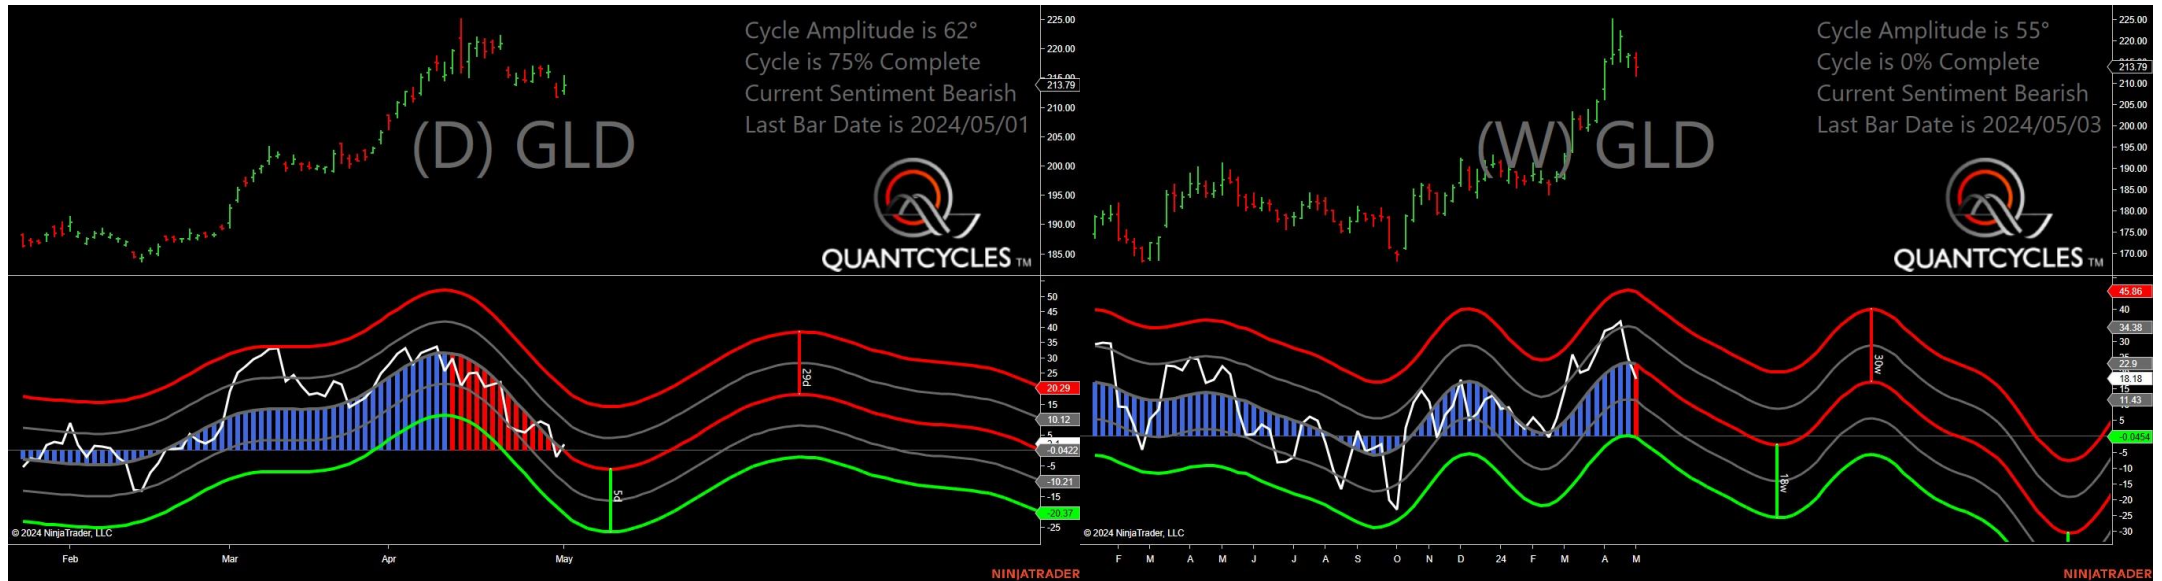 Cycle Amplitude is 62°
Cycle is 75% Complete
Current Sentiment Bearish
Last Bar Date is 2024/05/01
(D) GLD
QUANTCYCLES TM
225.00
220.00
215.00
213.79
210.00
205.00
200.00
195.00
190.00
185.00
50
45
40
35
30
25
20.29
15
10.12
5
-0.0422
-5
-10.21
-15
-20.37
-25
29d
5d
© 2024 NinjaTrader, LLC
Feb Mar Apr May
NINJATRADER
Cycle Amplitude is 55°
Cycle is 0% Complete
Current Sentiment Bearish
Last Bar Date is 2024/05/03
(W) GLD
QUANTCYCLES TM
225.00
220.00
213.79
210.00
205.00
200.00
195.00
190.00
185.00
180.00
175.00
170.00
45.86
40
34.38
30
22.9
18.18
15
11.43
5
-0.0454
-5
-10
-15
-20
-25
-30
30w
18w
© 2024 NinjaTrader, LLC
F M A M J J A S O N D 24 F M A M
NINJATRADER